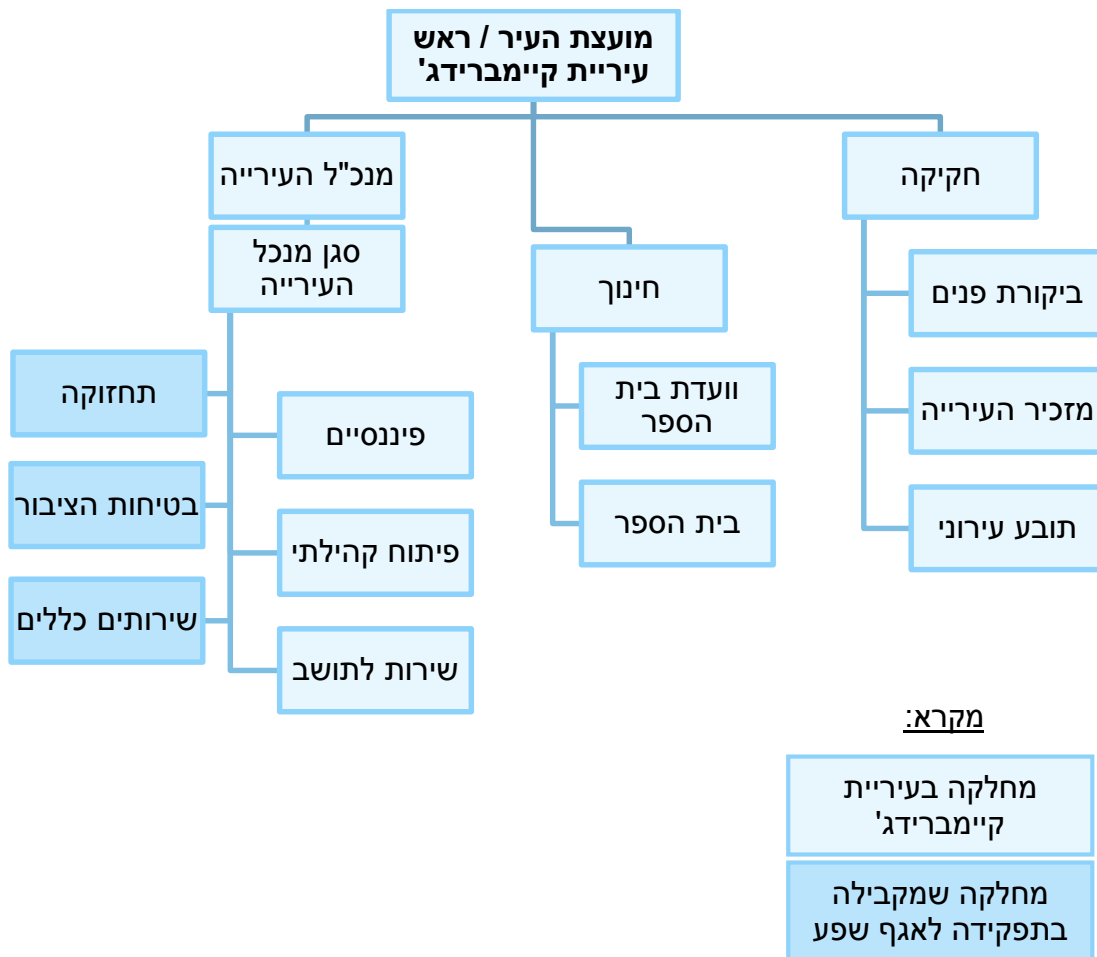 מועצת העיר / ראש
עיריית קיימברידג'
חקיקה
ביקורת פנים
מזכיר העירייה
תובע עירוני
חינוך
וועדת בית
הספר
בית הספר
מנכ"ל העירייה
סגן מנכל
העירייה
תחזוקה
פיננסיים
בטיחות הציבור
פיתוח קהילתי
שירותים כללים
שירות לתושב
מקרא:
מחלקה בעיריית
קיימברידג'
מחלקה שמקבילה
בתפקידה לאגף שפע